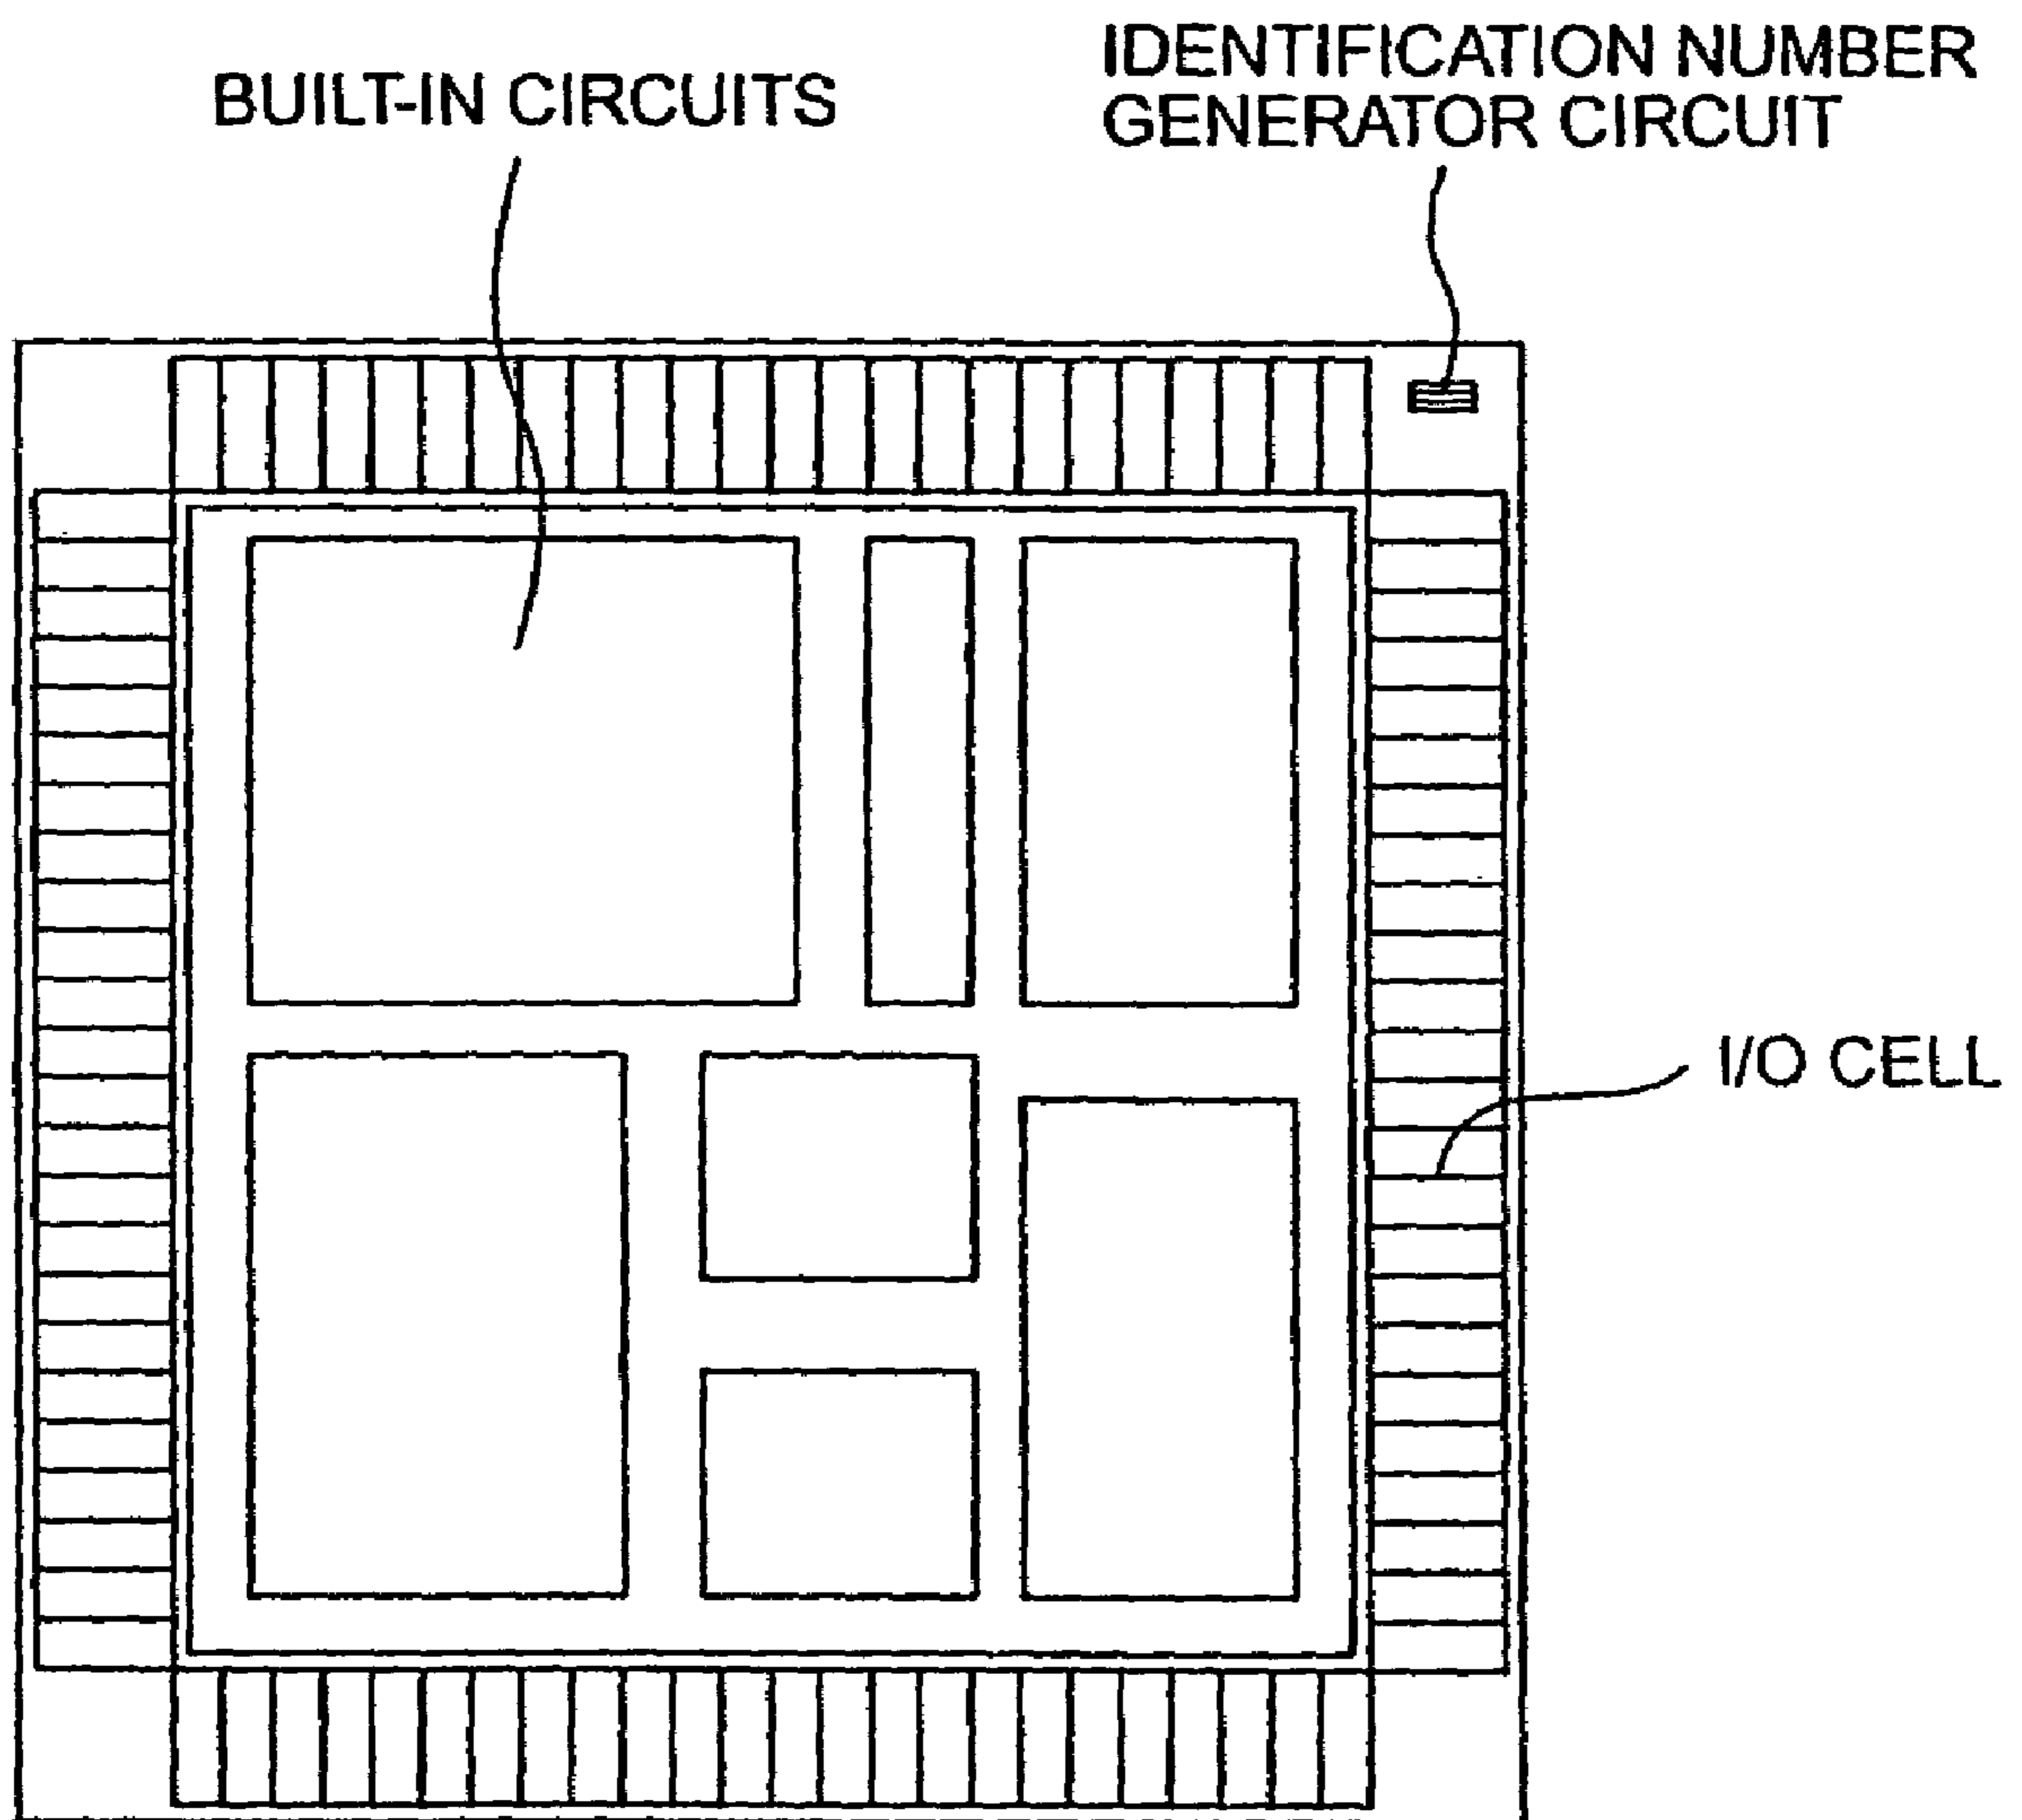 BUILT-IN CIRCUITS
IDENTIFICATION NUMBER
GENERATOR CIRCUIT
I/O CELL